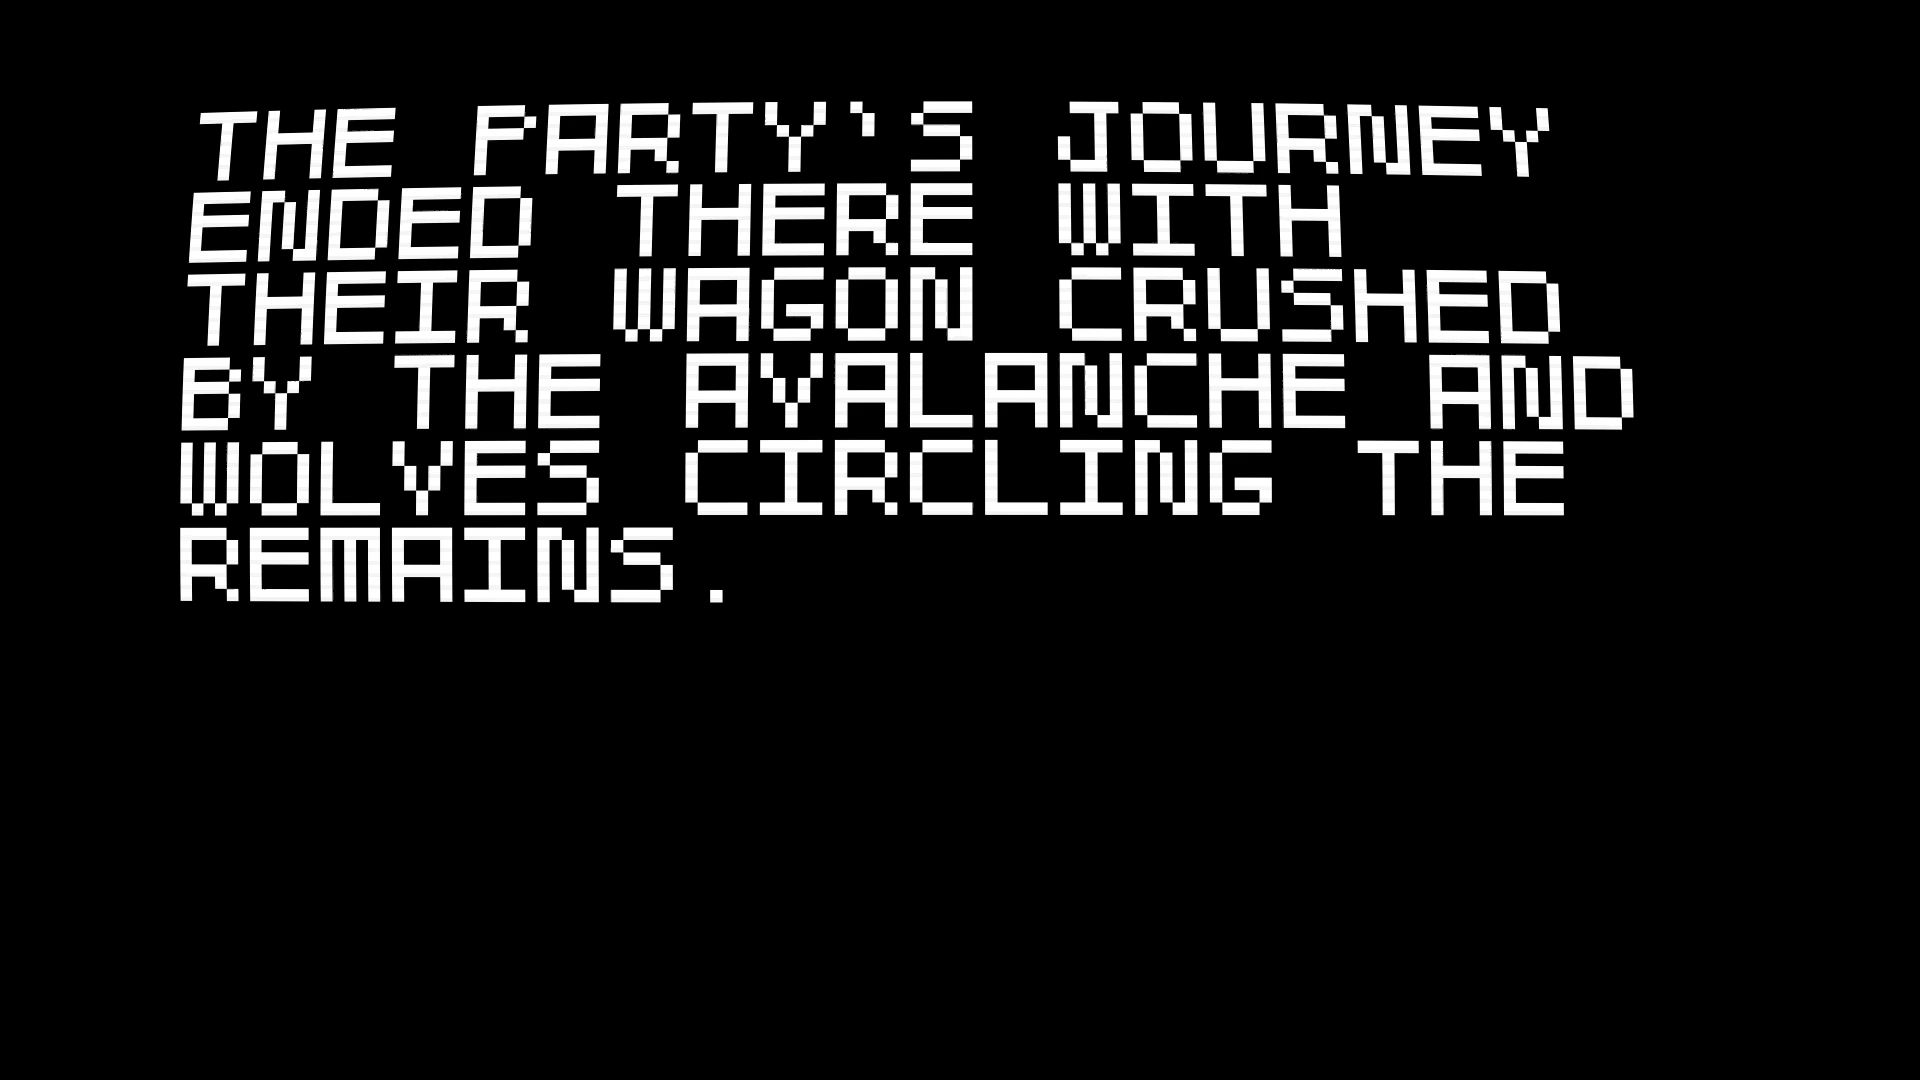 THE PARTY'S JOURNEY
ENDED THERE WITH
THEIR WAGON CRUSHED
BY THE AVALANCHE AND
WOLVES CIRCLING THE
REMAINS.